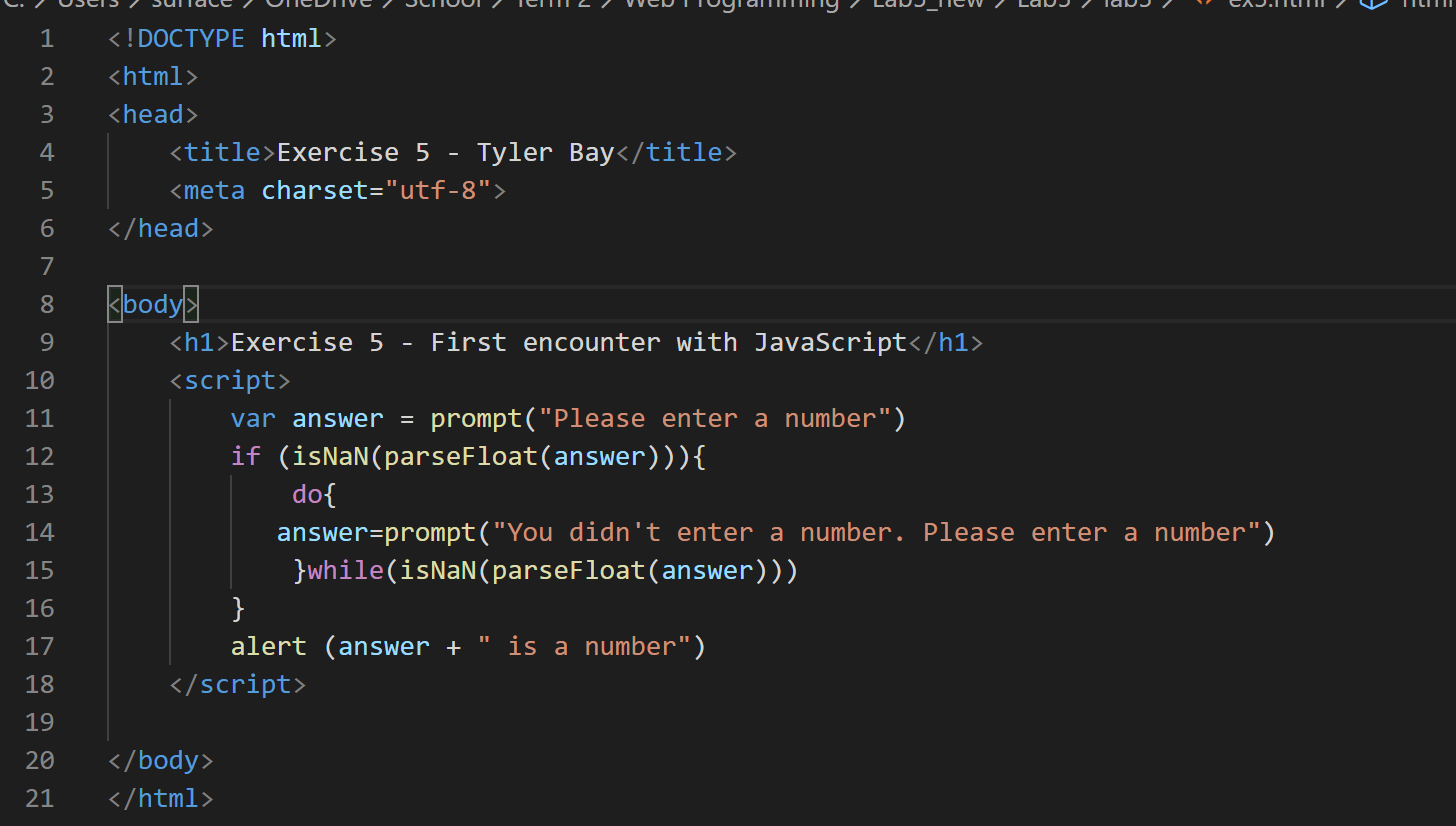 C: > Users > surface > OneDrive > School > Term 2 > Web Programming > Lab5_new > Lab5 > lab5 > <> ex5.html > html
1 <!DOCTYPE html>
2 <html>
3 <head>
4     <title>Exercise 5 - Tyler Bay</title>
5     <meta charset="utf-8">
6 </head>
7
8 <body>
9     <h1>Exercise 5 - First encounter with JavaScript</h1>
10     <script>
11         var answer = prompt("Please enter a number")
12         if (isNaN(parseFloat(answer))){
13             do{
14            answer=prompt("You didn't enter a number. Please enter a number")
15             }while(isNaN(parseFloat(answer)))
16         }
17         alert (answer + " is a number")
18     </script>
19
20 </body>
21 </html>